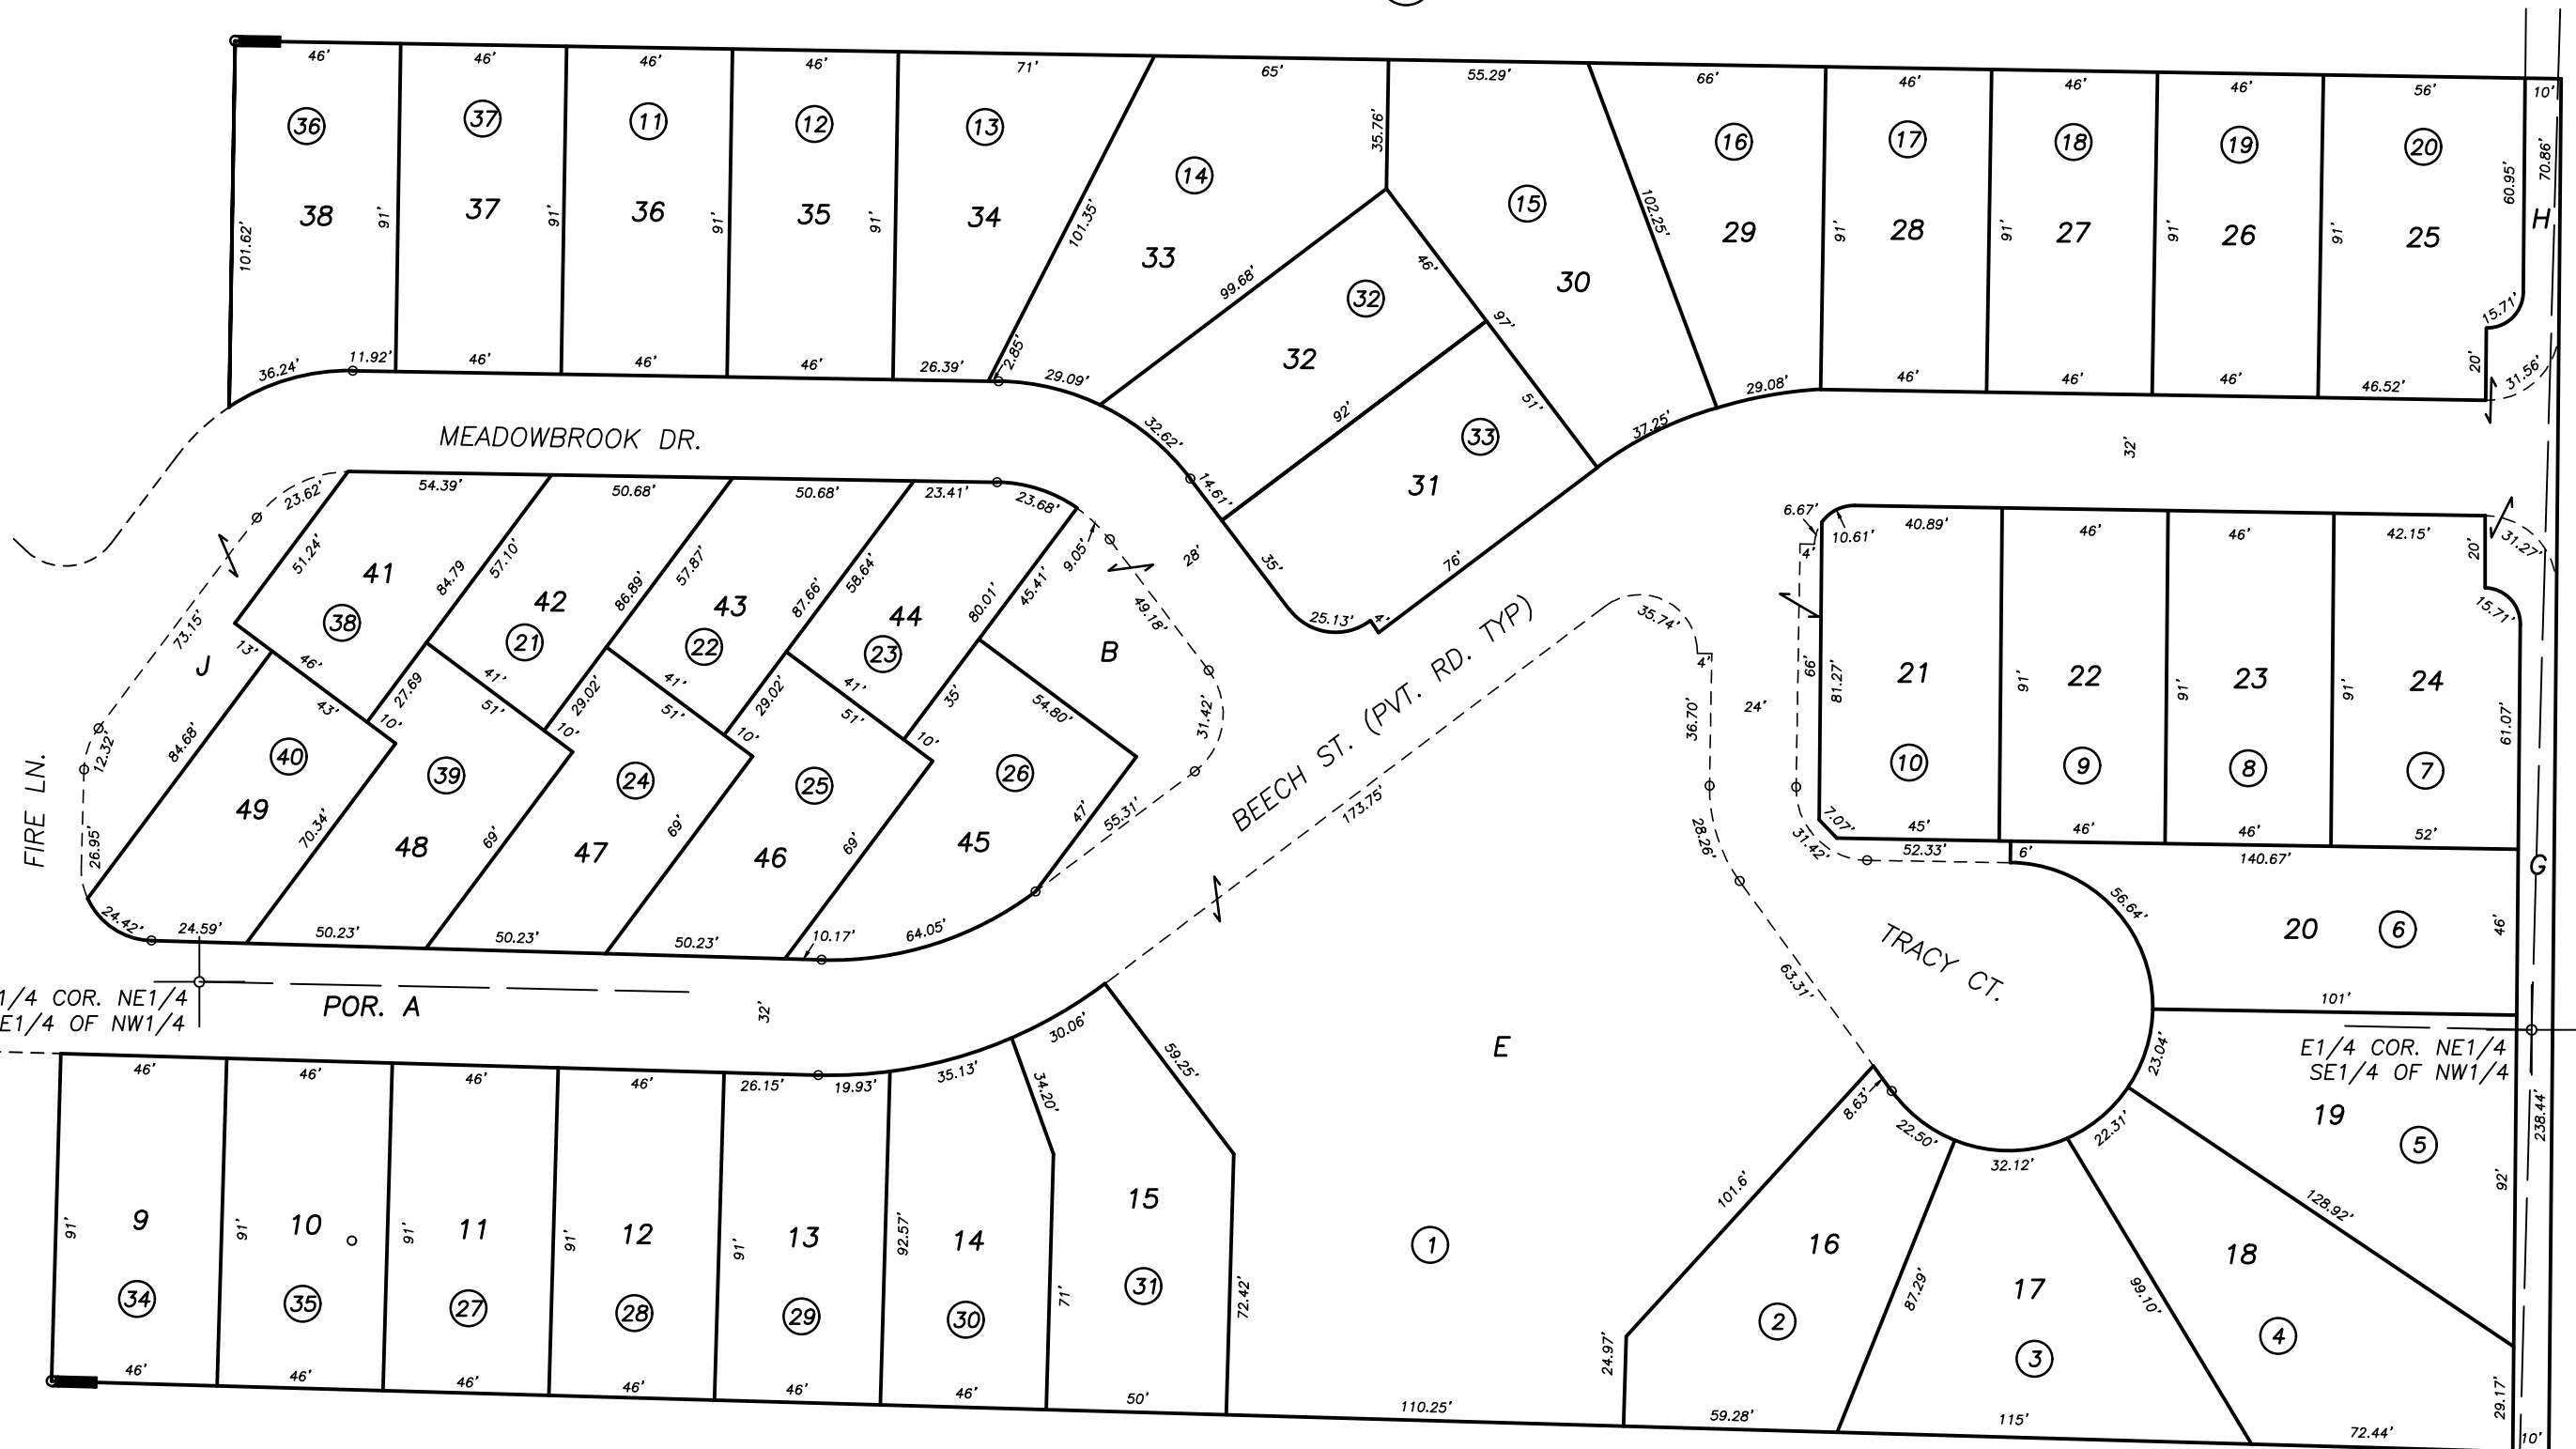 46' 46' 46' 46' 71' 65' 55.29' 66' 46' 46' 46' 56' 10'
36 37 11 12 13 14 15 16 17 18 19 20
101.62' 91' 91' 91' 91' 101.35' 35.76' 102.25' 91' 91' 91' 91' 60.95' 70.86'
38 37 36 35 34 33 30 29 28 27 26 25 H
99.68' 46' 32 97' 15.71'
32 92' 51' 33 31
36.24' 11.92' 46' 46' 46' 26.39' 2.85' 29.09' 32.62' 14.61' 37.25' 29.08' 46' 46' 46' 46.52' 20' 31.56'
MEADOWBROOK DR.
32'
35' 25.13' 4' 76'
28'
23.62' 54.39' 50.68' 50.68' 23.41' 23.68' 9.05'
51.24' 41 84.79 57.10' 42 86.89' 57.87' 43 87.66' 58.64' 44 80.01' 45.41' 49.18'
38 21 22 23 B
73.15' J 13' 46' 41' 41' 41' 54.80' 31.42'
43' 27.69 10' 51' 29.02' 10' 51' 29.02' 10' 51' 35' 10'
FIRE LN.
12.32' 26.95' 84.68' 40 39 24 25 26
49 70.34' 48 69' 47 69' 46 69' 45 47' 55.31'
24.42' 24.59' 50.23' 50.23' 50.23' 10.17' 64.05'
BEECH ST. (PVT. RD. TYP)
173.75'
35.74' 4' 36.70' 24' 28.26' 63.31'
6.67' 4' 10.61' 40.89' 46' 46' 42.15' 20' 31.27' 15.71'
66' 81.27' 21 91' 22 91' 23 91' 24 61.07'
10 9 8 7
7.07' 45' 46' 46' 52'
31.42' 52.33' 6' 140.67' G
56.64' 20 6 46'
TRACY CT.
101'
1/4 COR. NE1/4
E1/4 OF NW1/4
POR. A
32'
E1/4 COR. NE1/4
SE1/4 OF NW1/4
46' 46' 46' 46' 26.15' 19.93' 35.13' 30.06'
34.20' 59.25' E
8.63' 22.50' 32.12' 22.31' 23.04'
19 5 238.44'
91' 9 91' 10 91' 11 91' 12 91' 13 92.57' 14 71' 15 72.42' 1
34 35 27 28 29 30 31
101.6' 16 87.29' 17 99.10' 18 128.92' 92'
24.97' 2 3 4 29.17'
46' 46' 46' 46' 46' 46' 50' 110.25' 59.28' 115' 72.44' 10'